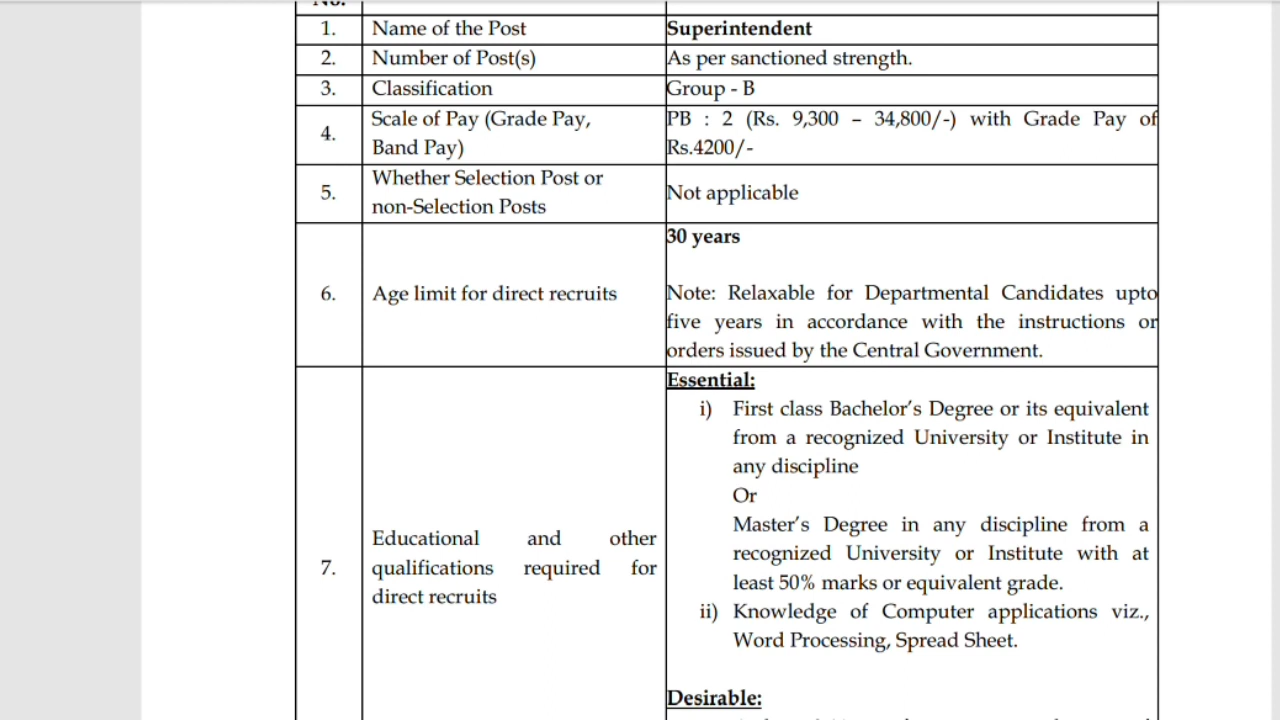 No.
1. Name of the Post Superintendent
2. Number of Post(s) As per sanctioned strength.
3. Classification Group - B
4. Scale of Pay (Grade Pay, Band Pay) PB : 2 (Rs. 9,300 – 34,800/-) with Grade Pay of
Rs.4200/-
5. Whether Selection Post or
non-Selection Posts
Not applicable
6. Age limit for direct recruits
30 years
Note: Relaxable for Departmental Candidates upto
five years in accordance with the instructions or
orders issued by the Central Government.
7. Educational and other
qualifications required for
direct recruits
Essential:
i) First class Bachelor’s Degree or its equivalent
from a recognized University or Institute in
any discipline
Or
Master’s Degree in any discipline from a
recognized University or Institute with at
least 50% marks or equivalent grade.
ii) Knowledge of Computer applications viz.,
Word Processing, Spread Sheet.
Desirable: